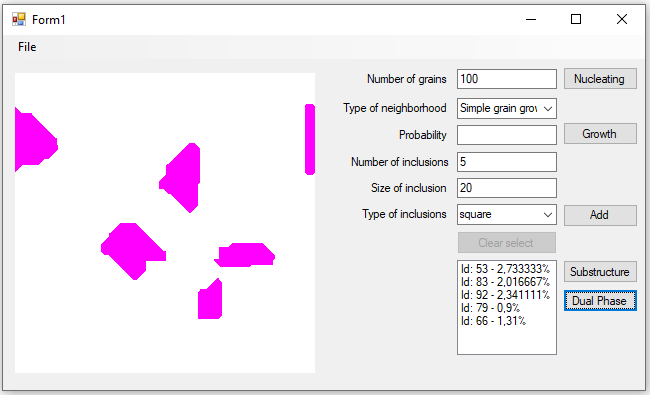 Form1
File
Number of grains 100 Nucleating
Type of neighborhood Simple grain grov
Probability Growth
Number of inclusions 5
Size of inclusion 20
Type of inclusions square Add
Clear select
Id: 53 - 2,733333%
Id: 83 - 2,016667%
Id: 92 - 2,341111%
Id: 79 - 0,9%
Id: 66 - 1,31%
Substructure
Dual Phase